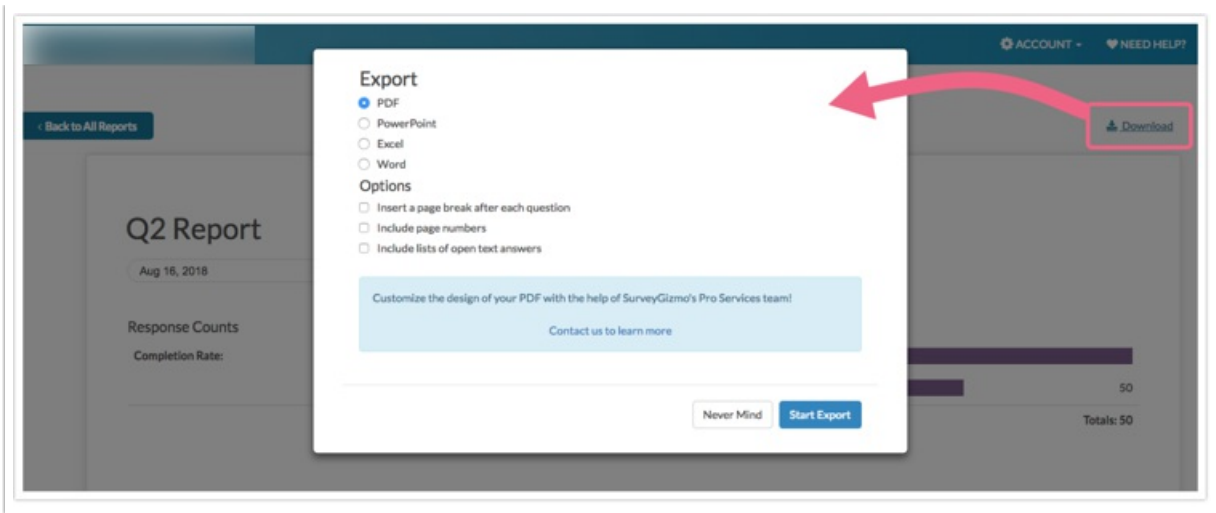 ACCOUNT
NEED HELP?
Back to All Reports
Download
Export
PDF
PowerPoint
Excel
Word
Options
Insert a page break after each question
Include page numbers
Include lists of open text answers
Customize the design of your PDF with the help of SurveyGizmo's Pro Services team!
Contact us to learn more
Never Mind
Start Export
Q2 Report
Aug 16, 2018
Response Counts
Completion Rate:
50
Totals: 50